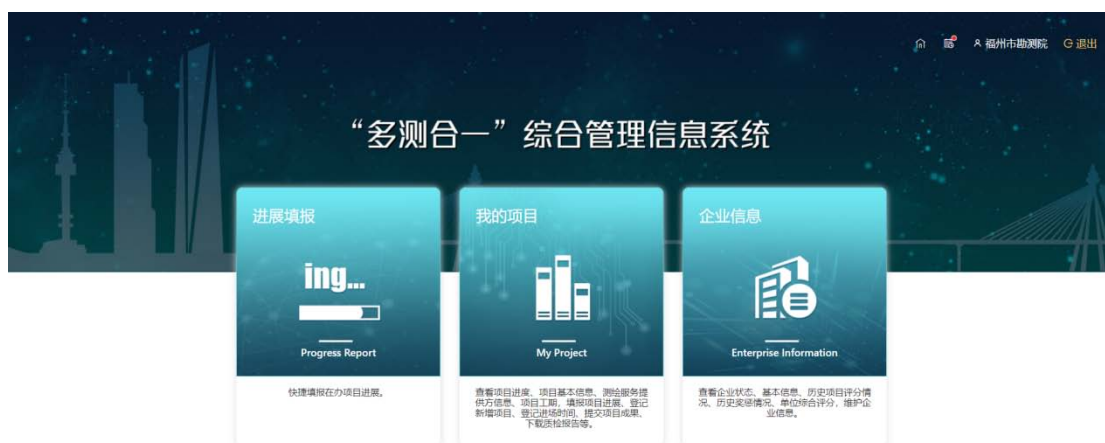 福州市勘测院 退出
“多测合一”综合管理信息系统
进展填报
ing...
Progress Report
快捷填报在办项目进展。
我的项目
My Project
查看项目进度、项目基本信息、测绘服务提
供方信息、项目工期，填报项目进展、登记
新增项目、登记进场时间、提交项目成果、
下载质检报告等。
企业信息
Enterprise Information
查看企业状态、基本信息、历史项目评分情
况、历史奖惩情况、单位综合评分，维护企
业信息。